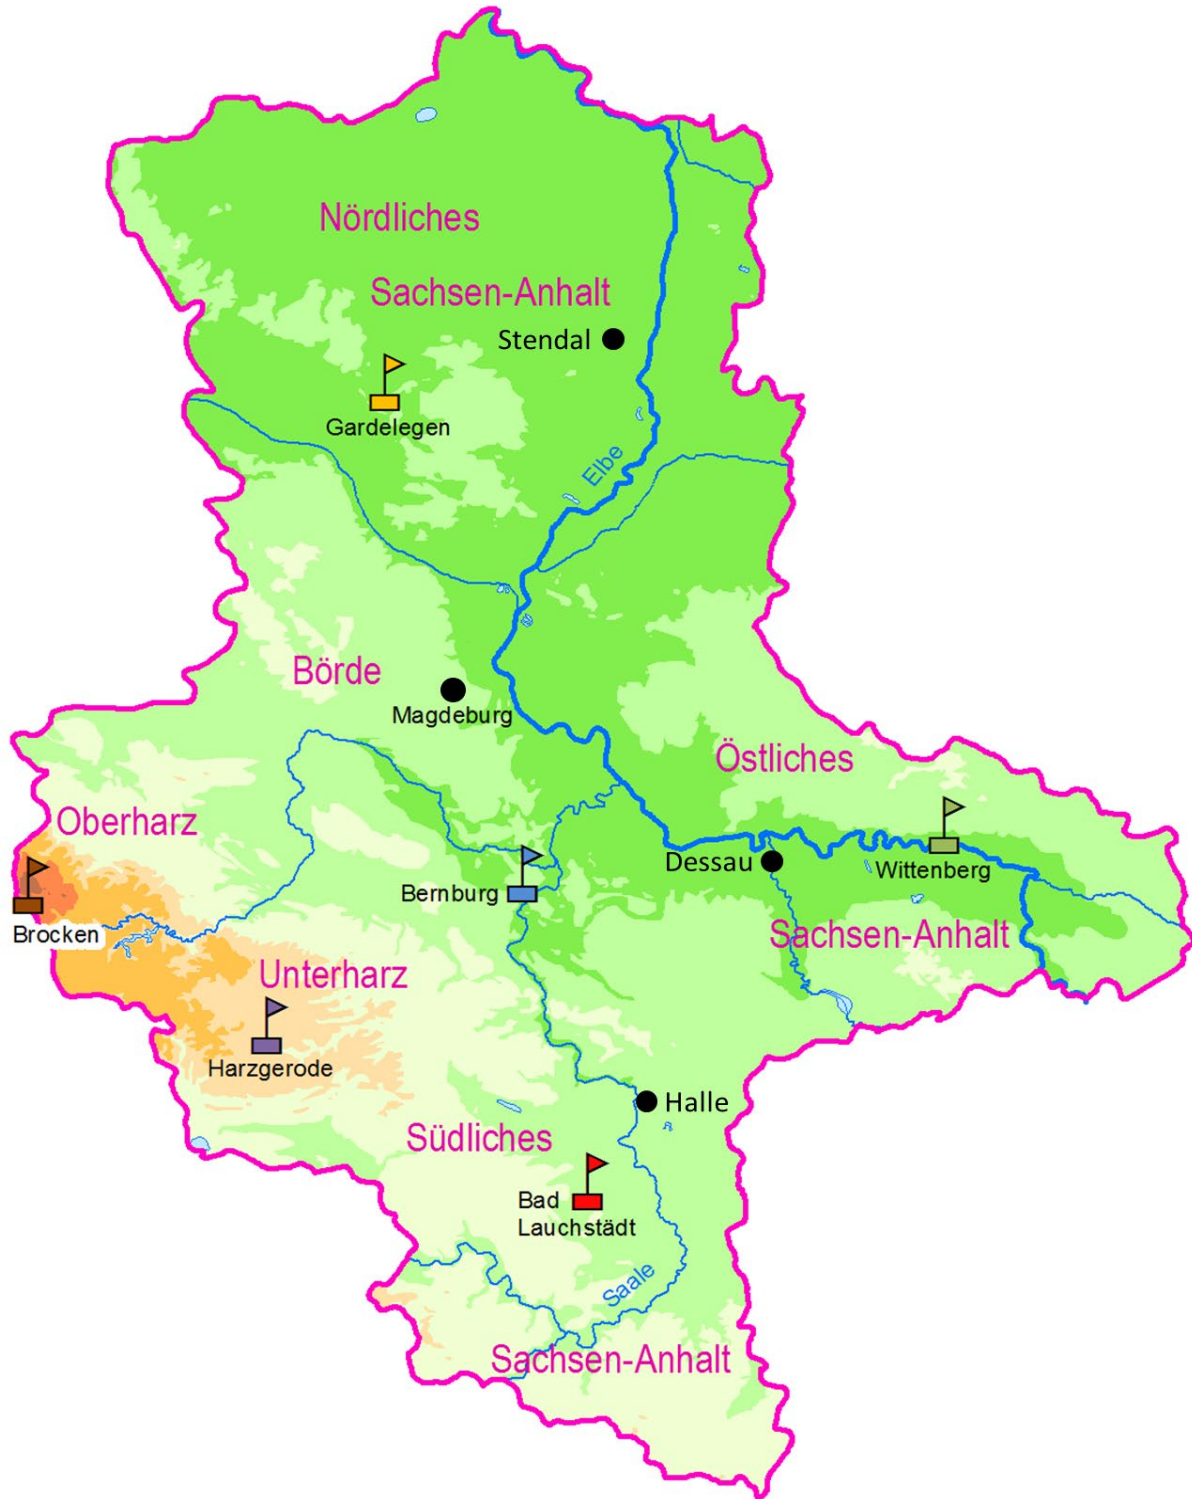 Nördliches
Sachsen-Anhalt
Stendal
Gardelegen
Elbe
Börde
Magdeburg
Östliches
Oberharz
Dessau
Wittenberg
Bernburg
Brocken
Sachsen-Anhalt
Unterharz
Harzgerode
Halle
Südliches
Bad
Lauchstädt
Saale
Sachsen-Anhalt